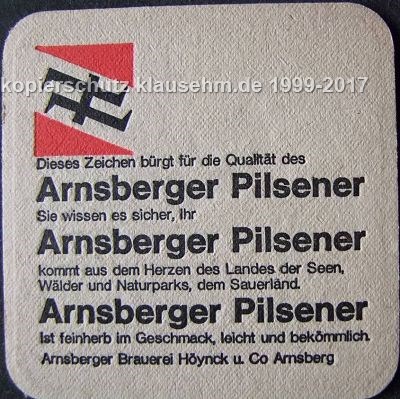 kopierschutz klausehm.de 1999-2017
Dieses Zeichen bürgt für die Qualität des
Arnsberger Pilsener
Sie wissen es sicher, Ihr
Arnsberger Pilsener
kommt aus dem Herzen des Landes der Seen,
Wälder und Naturparks, dem Sauerland.
Arnsberger Pilsener
ist feinherb im Geschmack, leicht und bekömmlich.
Arnsberger Brauerei Höynck u. Co Arnsberg